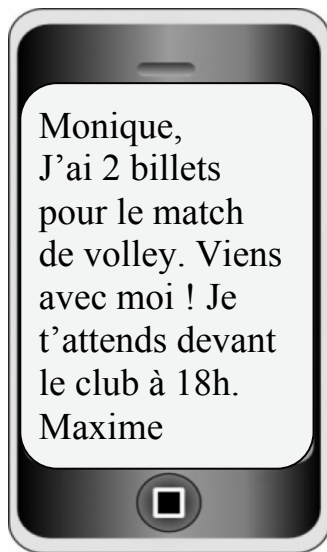 Monique,
J’ai 2 billets
pour le match
de volley. Viens
avec moi ! Je
t’attends devant
le club à 18h.
Maxime